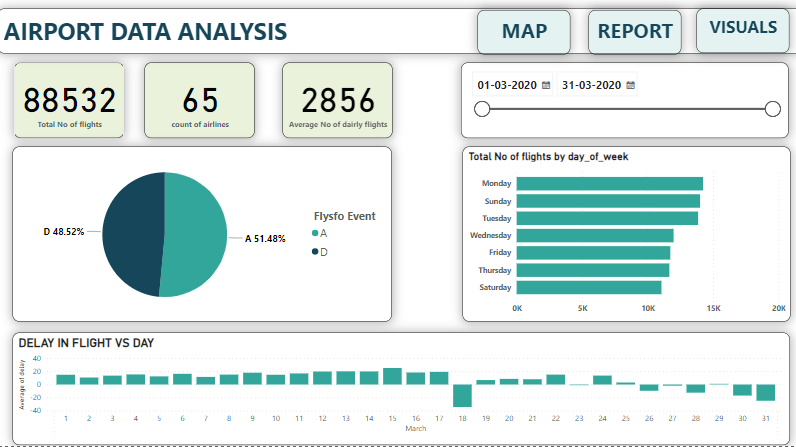 AIRPORT DATA ANALYSIS
MAP
REPORT
VISUALS
88532
Total No of flights
65
count of airlines
2856
Average No of dairly flights
01-03-2020
31-03-2020
D 48.52%
A 51.48%
Flysfo Event
A
D
Total No of flights by day_of_week
Monday
Sunday
Tuesday
Wednesday
Friday
Thursday
Saturday
0K 5K 10K 15K 20K
DELAY IN FLIGHT VS DAY
Average of delay
40
20
0
-20
-40
1 2 3 4 5 6 7 8 9 10 11 12 13 14 15 16 17 18 19 20 21 22 23 24 25 26 27 28 29 30 31
March